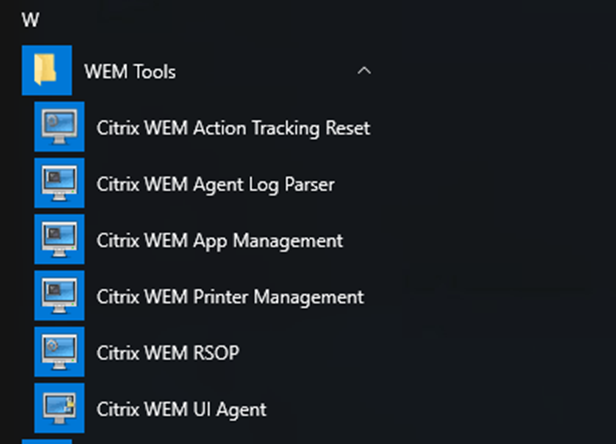 W
WEM Tools
Citrix WEM Action Tracking Reset
Citrix WEM Agent Log Parser
Citrix WEM App Management
Citrix WEM Printer Management
Citrix WEM RSOP
Citrix WEM UI Agent